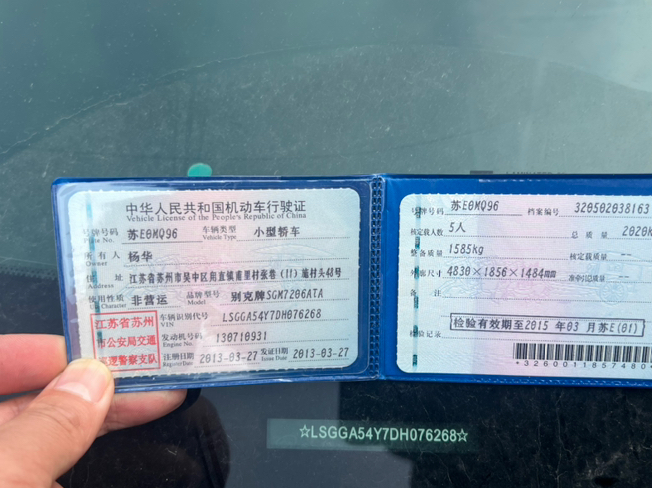 中华人民共和国机动车行驶证
Vehicle License of the People's Republic of China
号牌号码 苏E0MQ96 车辆类型 小型轿车
Plate No. Vehicle Type
所有人 杨华
Owner
住 址 江苏省苏州市吴中区甪直镇甫里村张巷(11)施村头48号
Address
使用性质 非营运 品牌型号 别克牌SGM7206ATA
Use Character Model
江苏省苏州
市公安局交通
巡逻警察支队
车辆识别代号 LSGGA54Y7DH076268
VIN
发动机号码 130710931
Engine No.
注册日期 2013-03-27 发证日期 2013-03-27
Register Date Issue Date
号牌号码 苏E0MQ96 档案编号 320502038163
核定载人数 5人 总 质 量 2020K
整备质量 1585kg 核定载质量 --
外廓尺寸 4830×1856×1484mm 准牵引总质量 --
备 注
检验记录 检验有效期至2015年03月苏E(01)
*3260011857480*
☆LSGGA54Y7DH076268☆